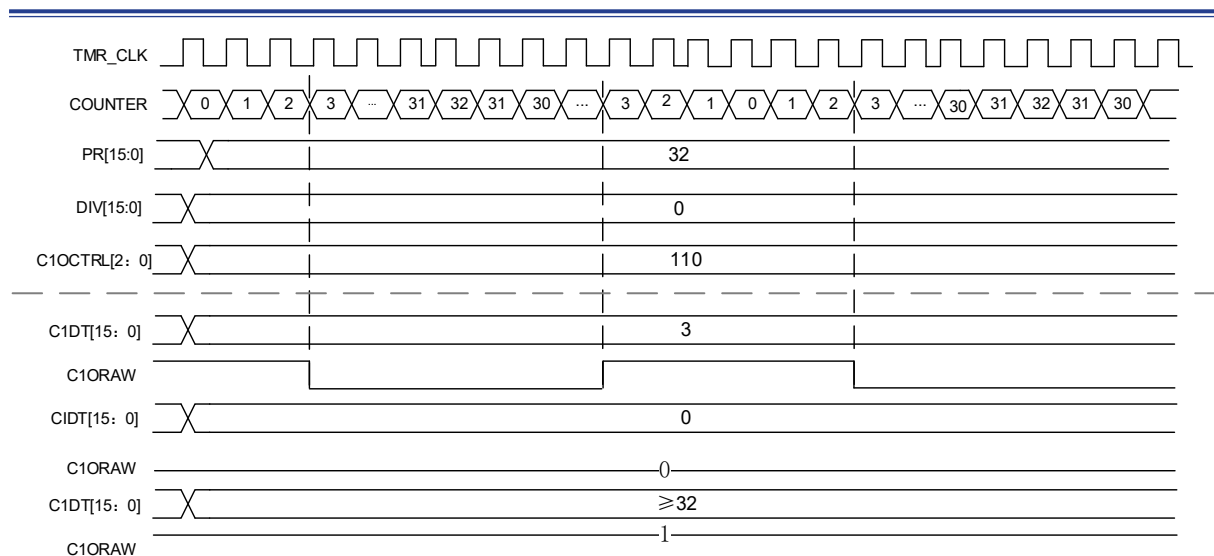 TMR_CLK
COUNTER 0 1 2 3 ... 31 32 31 30 ... 3 2 1 0 1 2 3 ... 30 31 32 31 30
PR[15:0] 32
DIV[15:0] 0
C1OCTRL[2：0] 110
C1DT[15：0] 3
C1ORAW
CIDT[15：0] 0
C1ORAW 0
C1DT[15：0] ≥32
C1ORAW 1